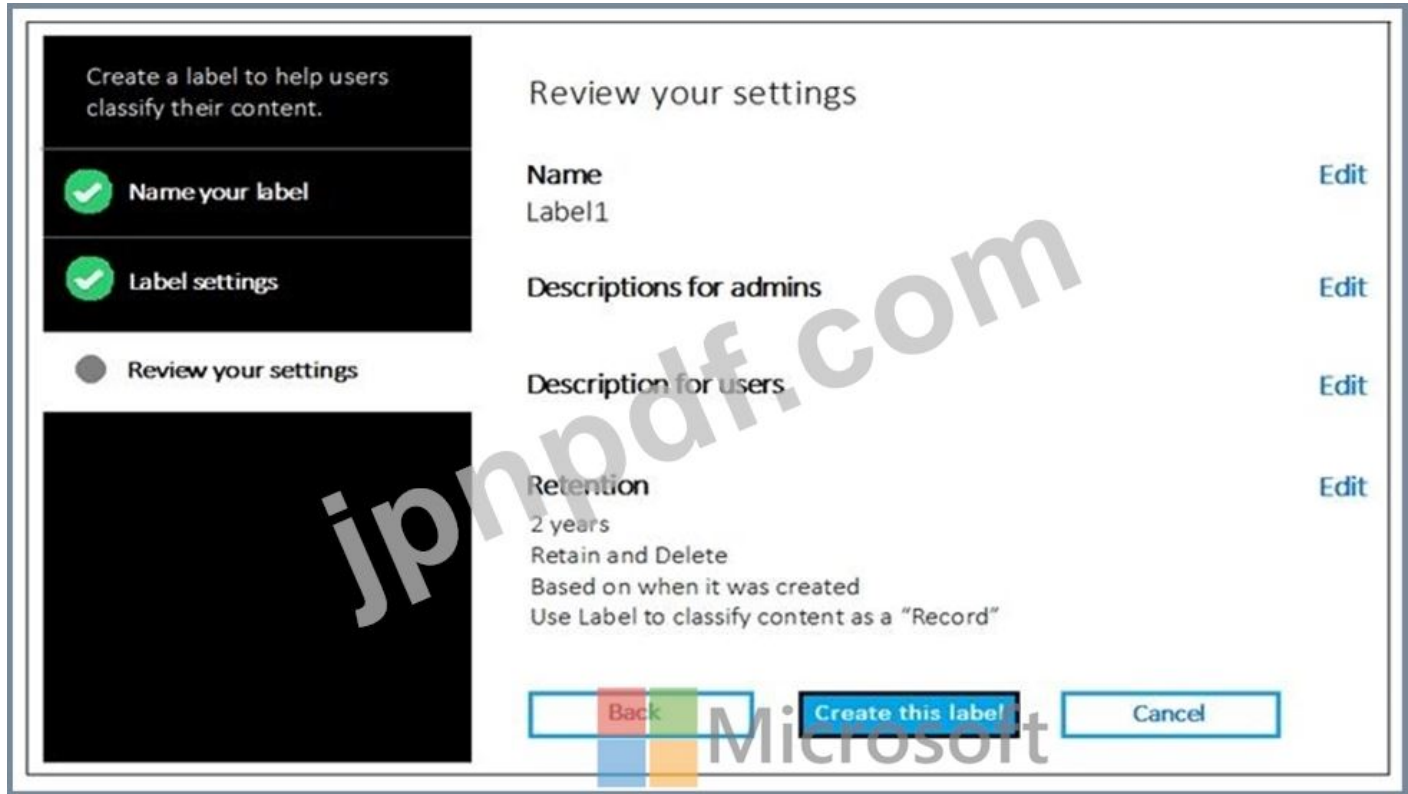 Create a label to help users
classify their content.
Name your label
Label settings
Review your settings
Review your settings
Name
Edit
Label1
Descriptions for admins
Edit
Description for users
Edit
Retention
Edit
2 years
Retain and Delete
Based on when it was created
Use Label to classify content as a "Record"
Back
Create this label
Cancel
jpnpdf.com
Microsoft